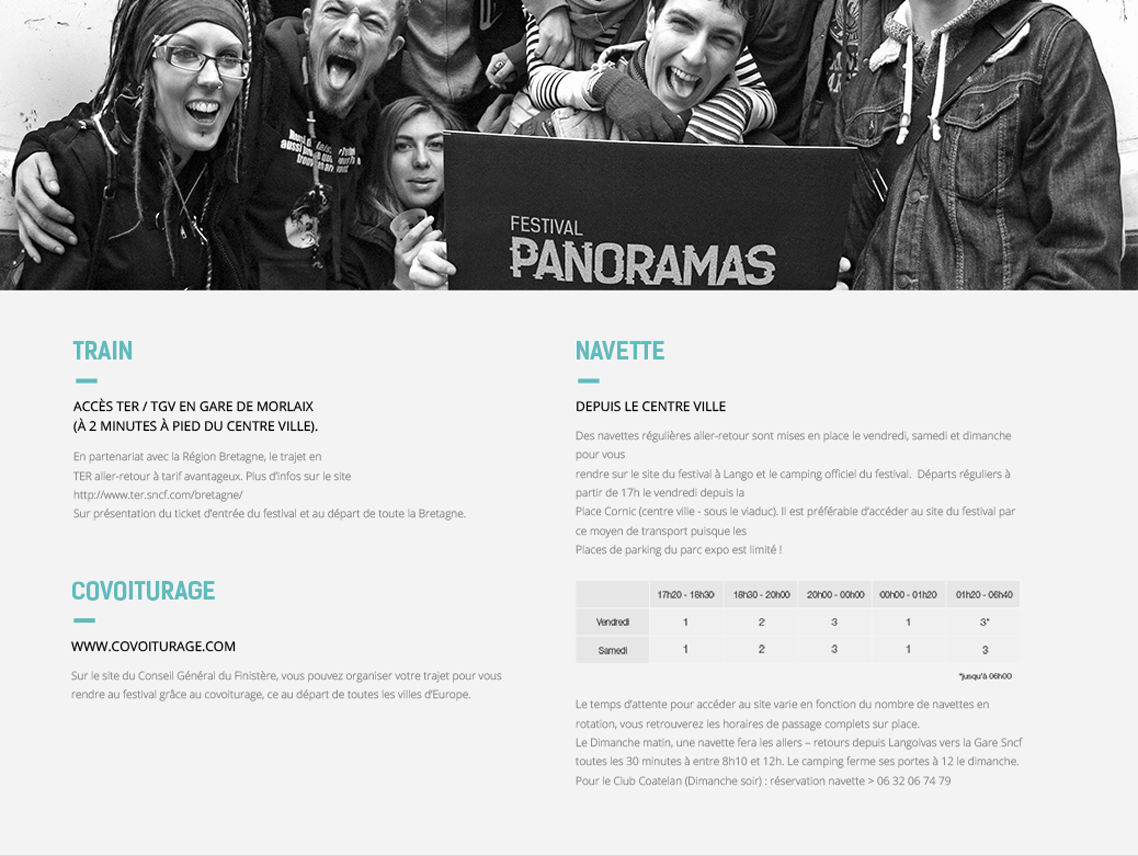 FESTIVAL
PANORAMAS
TRAIN
ACCÈS TER / TGV EN GARE DE MORLAIX
(À 2 MINUTES À PIED DU CENTRE VILLE).
En partenariat avec la Région Bretagne, le trajet en
TER aller-retour à tarif avantageux. Plus d'infos sur le site
http://www.ter.sncf.com/bretagne/
Sur présentation du ticket d'entrée du festival et au départ de toute la Bretagne.
COVOITURAGE
WWW.COVOITURAGE.COM
Sur le site du Conseil Général du Finistère, vous pouvez organiser votre trajet pour vous
rendre au festival grâce au covoiturage, ce au départ de toutes les villes d'Europe.
NAVETTE
DEPUIS LE CENTRE VILLE
Des navettes régulières aller-retour sont mises en place le vendredi, samedi et dimanche
pour vous
rendre sur le site du festival à Lango et le camping officiel du festival. Départs réguliers à
partir de 17h le vendredi depuis la
Place Cornic (centre ville - sous le viaduc). Il est préférable d'accéder au site du festival par
ce moyen de transport puisque les
Places de parking du parc expo est limité !
17h20 - 18h30 18h30 - 20h00 20h00 - 00h00 00h00 - 01h20 01h20 - 06h40
Vendredi 1 2 3 1 3*
Samedi 1 2 3 1 3
*jusqu'à 06h00
Le temps d'attente pour accéder au site varie en fonction du nombre de navettes en
rotation, vous retrouverez les horaires de passage complets sur place.
Le Dimanche matin, une navette fera les allers – retours depuis Langolvas vers la Gare Sncf
toutes les 30 minutes à entre 8h10 et 12h. Le camping ferme ses portes à 12 le dimanche.
Pour le Club Coatelan (Dimanche soir) : réservation navette > 06 32 06 74 79